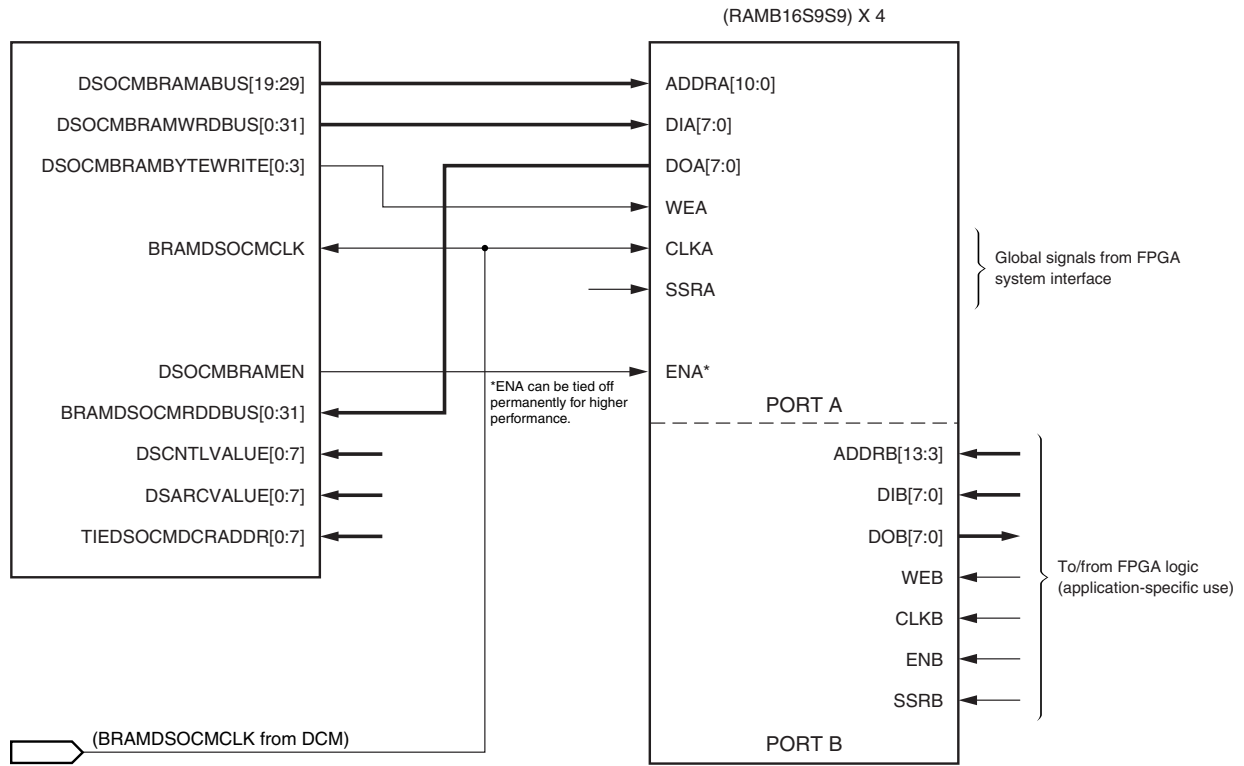 (RAMB16S9S9) X 4
DSOCMBRAMABUS[19:29]
ADDRA[10:0]
DSOCMBRAMWRDBUS[0:31]
DIA[7:0]
DSOCMBRAMBYTEWRITE[0:3]
DOA[7:0]
WEA
BRAMDSOCMCLK
CLKA
SSRA
Global signals from FPGA
system interface
DSOCMBRAMEN
ENA*
*ENA can be tied off
permanently for higher
performance.
BRAMDSOCMRDDBUS[0:31]
PORT A
DSCNTLVALUE[0:7]
ADDRB[13:3]
DSARCVALUE[0:7]
DIB[7:0]
TIEDSOCMDCRADDR[0:7]
DOB[7:0]
WEB
To/from FPGA logic
(application-specific use)
CLKB
ENB
SSRB
(BRAMDSOCMCLK from DCM)
PORT B